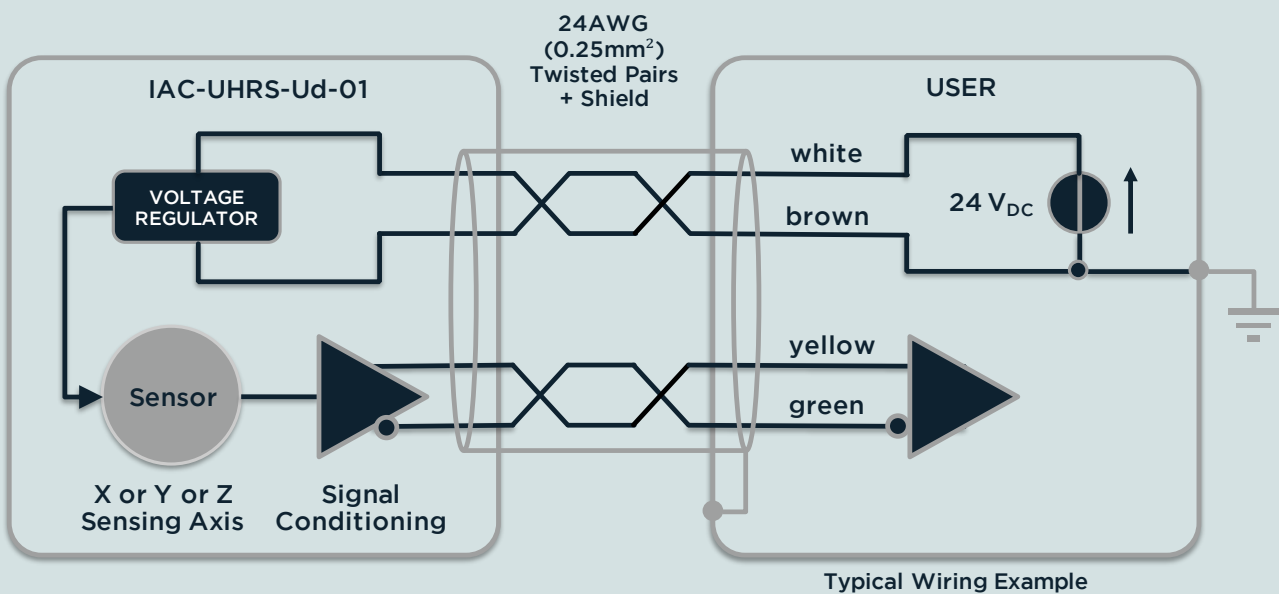 24AWG
(0.25mm²)
Twisted Pairs
+ Shield
IAC-UHRS-Ud-01
USER
VOLTAGE
REGULATOR
white
brown
24 V_DC
yellow
green
Sensor
X or Y or Z
Sensing Axis
Signal
Conditioning
Typical Wiring Example